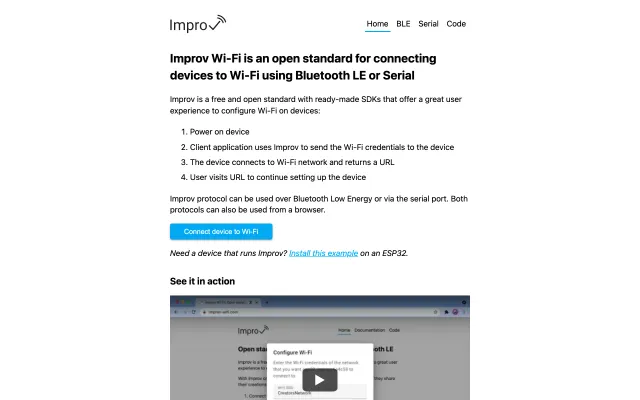 Improv
Home BLE Serial Code
Improv Wi-Fi is an open standard for connecting
devices to Wi-Fi using Bluetooth LE or Serial
Improv is a free and open standard with ready-made SDKs that offer a great user
experience to configure Wi-Fi on devices:
1. Power on device
2. Client application uses Improv to send the Wi-Fi credentials to the device
3. The device connects to Wi-Fi network and returns a URL
4. User visits URL to continue setting up the device
Improv protocol can be used over Bluetooth Low Energy or via the serial port. Both
protocols can also be used from a browser.
Connect device to Wi-Fi
Need a device that runs Improv? Install this example on an ESP32.
See it in action
improv-wifi.com
Improv
Home Documentation Code
Configure Wi-Fi
Enter the Wi-Fi credentials of the network
that you want
connect to.
CreatorsNetwork